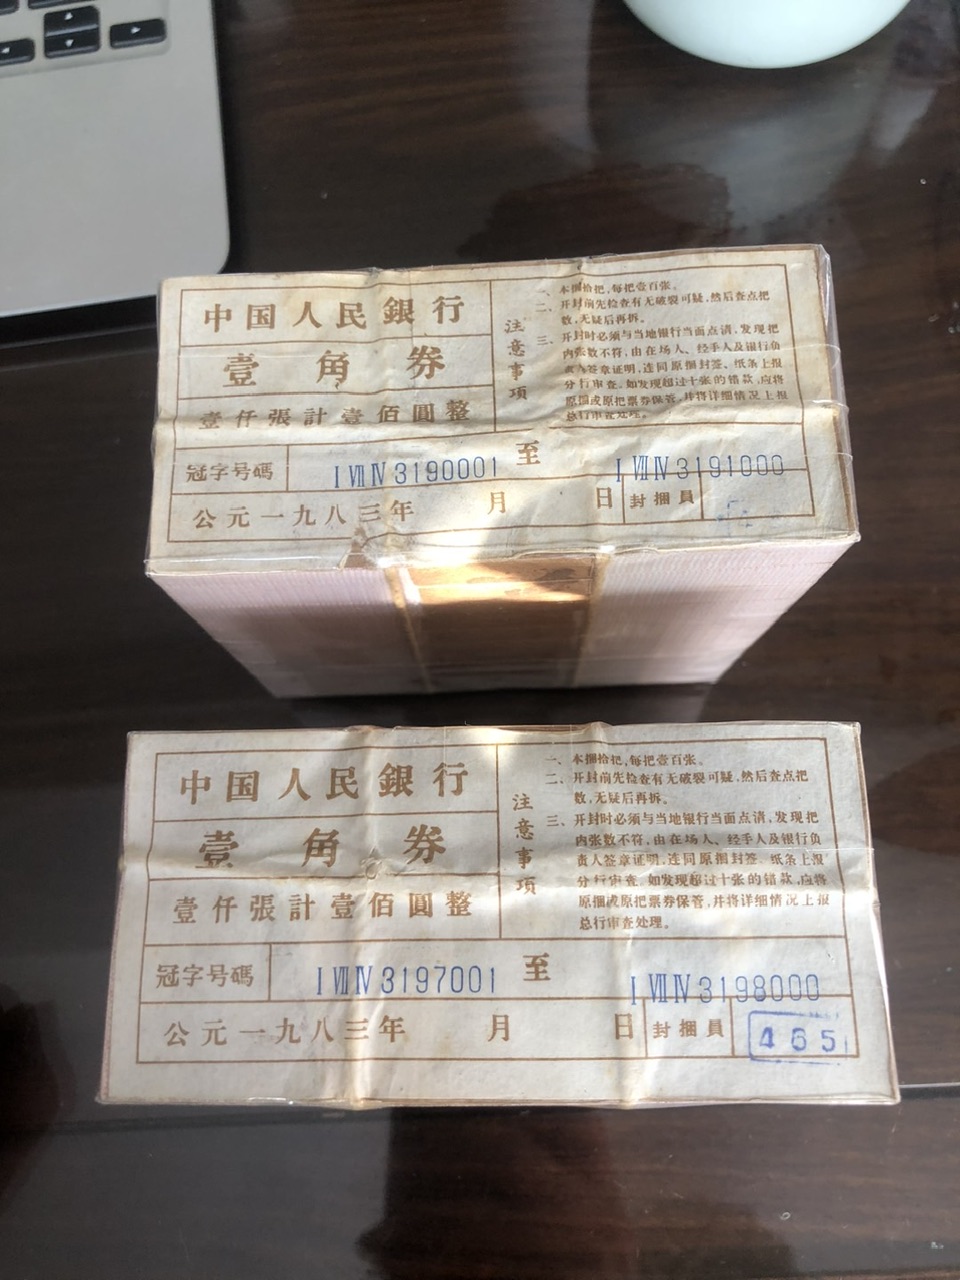 中国人民銀行
壹角券
壹仟張計壹佰圓整
注意事項
一、本捆拾把，每把壹百张。
二、开封前先检查有无破裂可疑，然后查点把
数，无疑后再拆。
三、开封时必须与当地银行当面点清，发现把
内张数不符，由在场人、经手人及银行负
责人签章证明，连同原捆封签、纸条上报
分行审查。如发现超过十张的错款，应将
原捆或原把票券保管，并将详细情况上报
总行审查处理。
冠字号碼 I VII IV 3190001 至 I VII IV 3191000
公元一九八三年 月 日 封捆員
中国人民銀行
壹角券
壹仟張計壹佰圓整
注意事項
一、本捆拾把，每把壹百张。
二、开封前先检查有无破裂可疑，然后查点把
数，无疑后再拆。
三、开封时必须与当地银行当面点清，发现把
内张数不符，由在场人、经手人及银行负
责人签章证明，连同原捆封签、纸条上报
分行审查。如发现超过十张的错款，应将
原捆或原把票券保管，并将详细情况上报
总行审查处理。
冠字号碼 I VII IV 3197001 至 I VII IV 3198000
公元一九八三年 月 日 封捆員 465